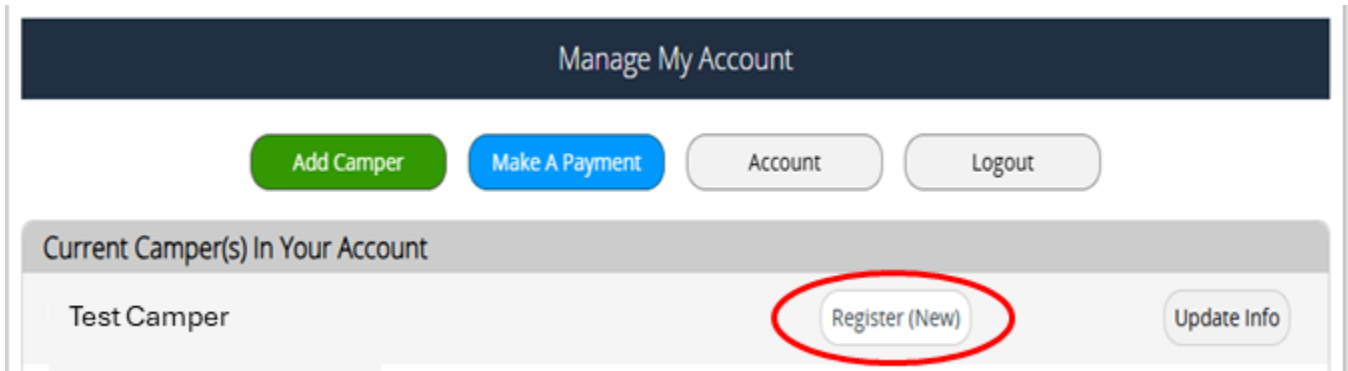 Manage My Account
Add Camper Make A Payment Account Logout
Current Camper(s) In Your Account
Test Camper Register (New) Update Info